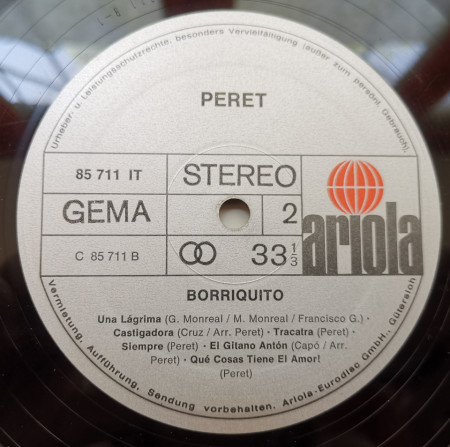 Urheber- u. Leistungsschutzrechte, besonders Vervielfältigung (außer zum persönl. Gebrauch),
PERET
85 711 IT
STEREO
GEMA
2
ariola
C 85 711 B
33 1/3
BORRIQUITO
Una Lágrima (G. Monreal / M. Monreal / Francisco G.) ·
Castigadora (Cruz / Arr. Peret) · Tracatra (Peret) ·
Siempre (Peret) · El Gitano Antón (Capó / Arr.
Peret) · Qué Cosas Tiene El Amor!
(Peret)
Vermietung, Aufführung, Sendung vorbehalten. Ariola-Eurodisc GmbH., Gütersloh